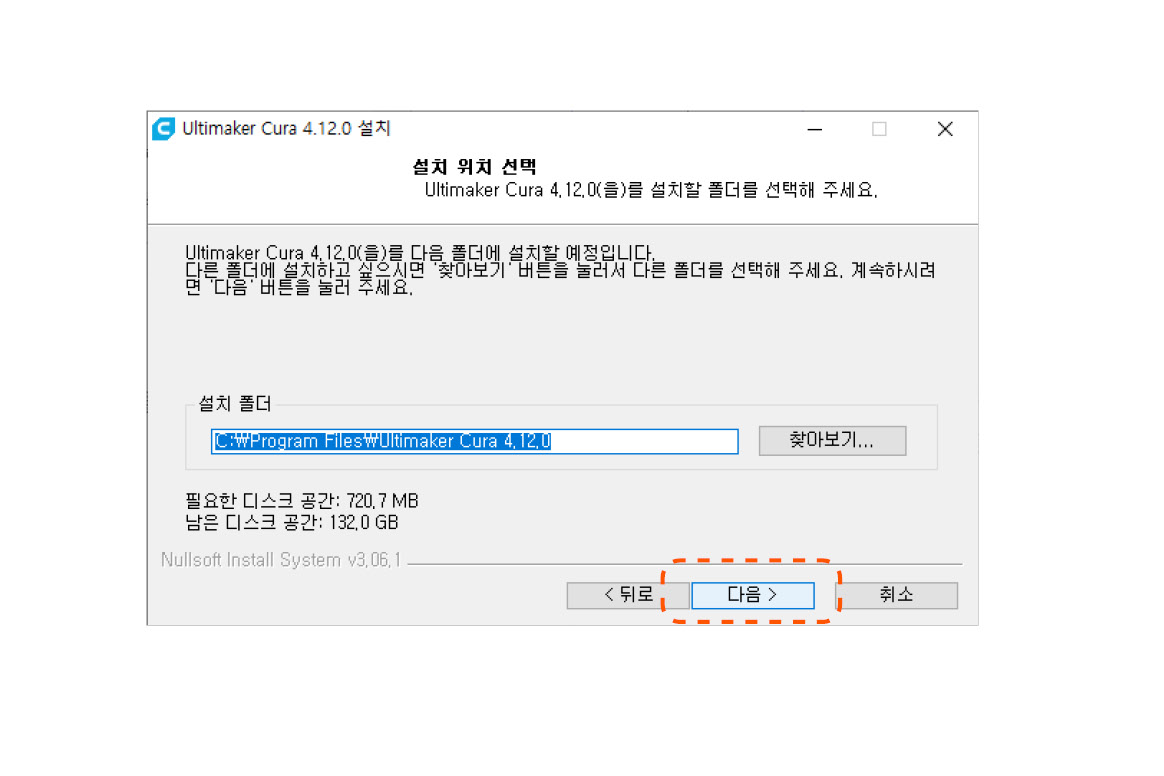 Ultimaker Cura 4.12.0 설치
설치 위치 선택
Ultimaker Cura 4.12.0(을)를 설치할 폴더를 선택해 주세요.
Ultimaker Cura 4.12.0(을)를 다음 폴더에 설치할 예정입니다.
다른 폴더에 설치하고 싶으시면 '찾아보기' 버튼을 눌러서 다른 폴더를 선택해 주세요. 계속하시려
면 '다음' 버튼을 눌러 주세요.
설치 폴더
C:₩Program Files₩Ultimaker Cura 4.12.0
찾아보기...
필요한 디스크 공간: 720.7 MB
남은 디스크 공간: 132.0 GB
Nullsoft Install System v3.06.1
< 뒤로
다음 >
취소